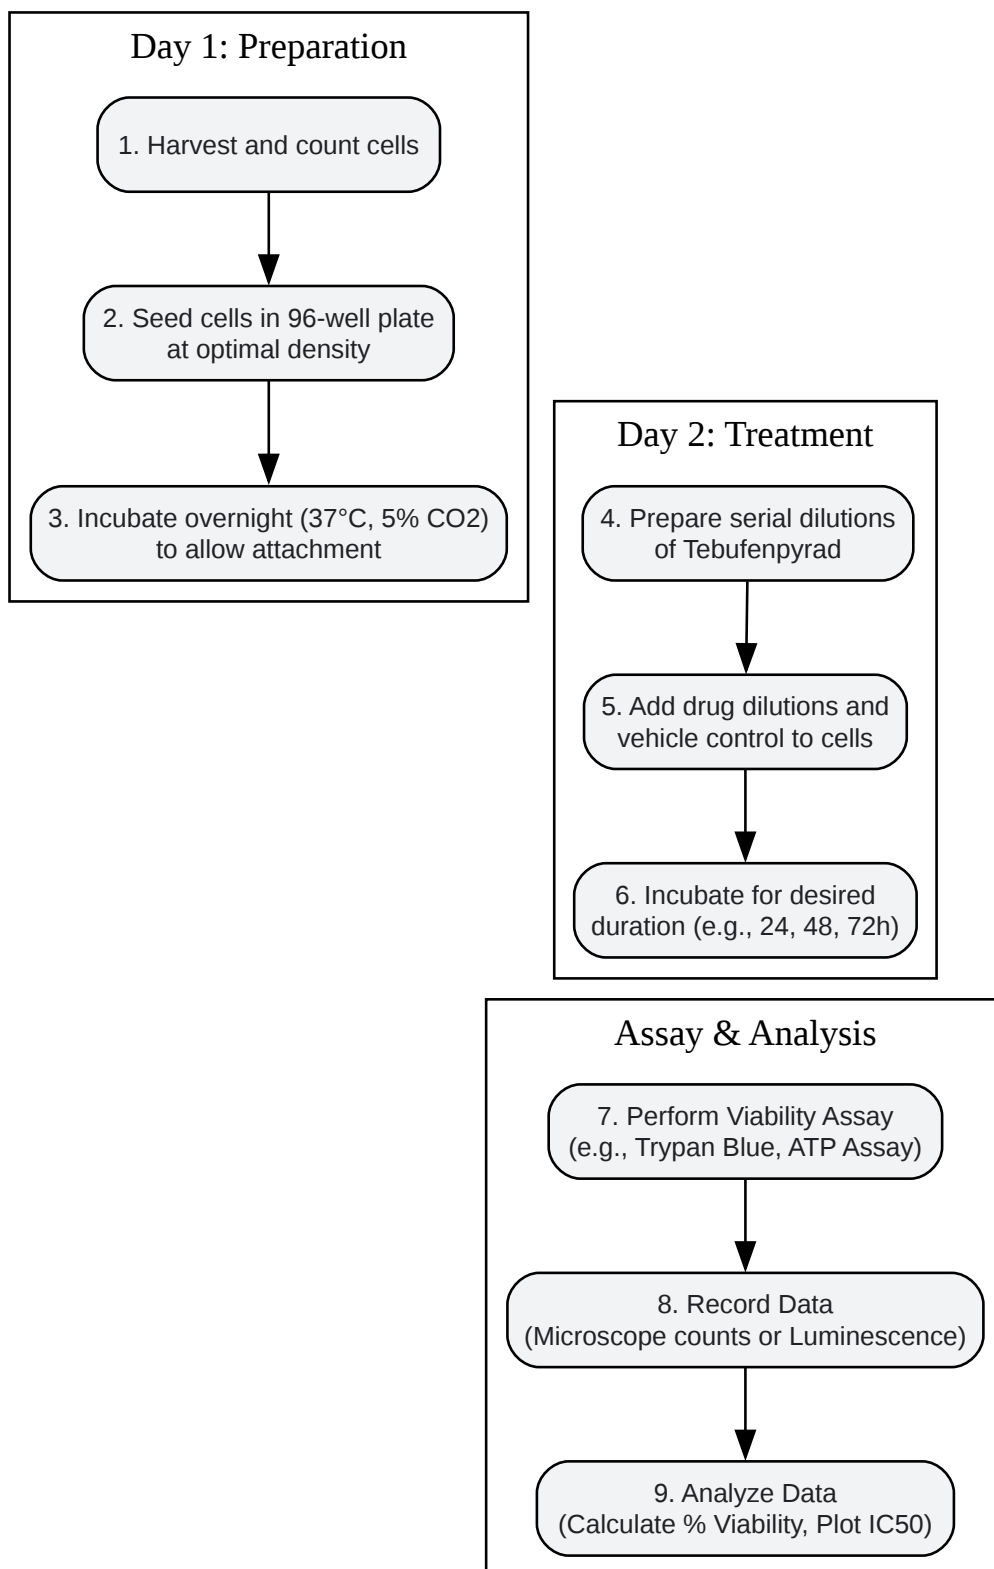 Day 1: Preparation
1. Harvest and count cells
2. Seed cells in 96-well plate
at optimal density
3. Incubate overnight (37°C, 5% CO2)
to allow attachment
Day 2: Treatment
4. Prepare serial dilutions
of Tebufenpyrad
5. Add drug dilutions and
vehicle control to cells
6. Incubate for desired
duration (e.g., 24, 48, 72h)
Assay & Analysis
7. Perform Viability Assay
(e.g., Trypan Blue, ATP Assay)
8. Record Data
(Microscope counts or Luminescence)
9. Analyze Data
(Calculate % Viability, Plot IC50)